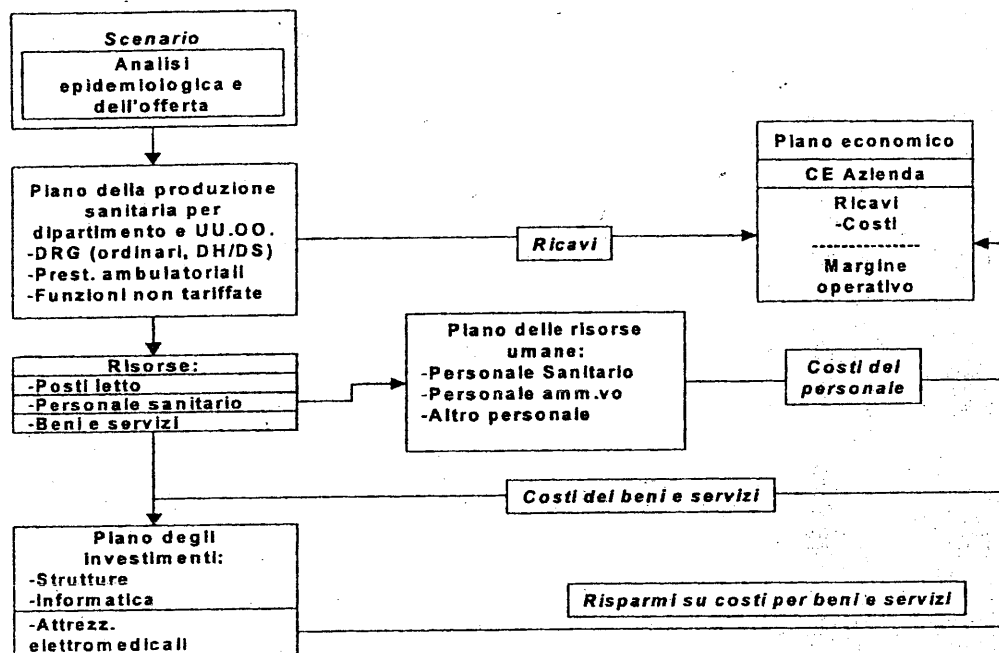 Scenario
Analisi
epidemiologica e
dell'offerta
Piano della produzione
sanitaria per
dipartimento e UU.OO.
-DRG (ordinari, DH/DS)
-Prest. ambulatoriali
-Funzioni non tariffate
Ricavi
Piano economico
CE Azienda
Ricavi
-Costi
---------------
Margine
operativo
Risorse:
-Posti letto
-Personale sanitario
-Beni e servizi
Piano delle risorse
umane:
-Personale Sanitario
-Personale amm.vo
-Altro personale
Costi del
personale
Costi dei beni e servizi
Piano degli
investimenti:
-Strutture
-Informatica
-Attrezz.
elettromedicali
Risparmi su costi per beni e servizi